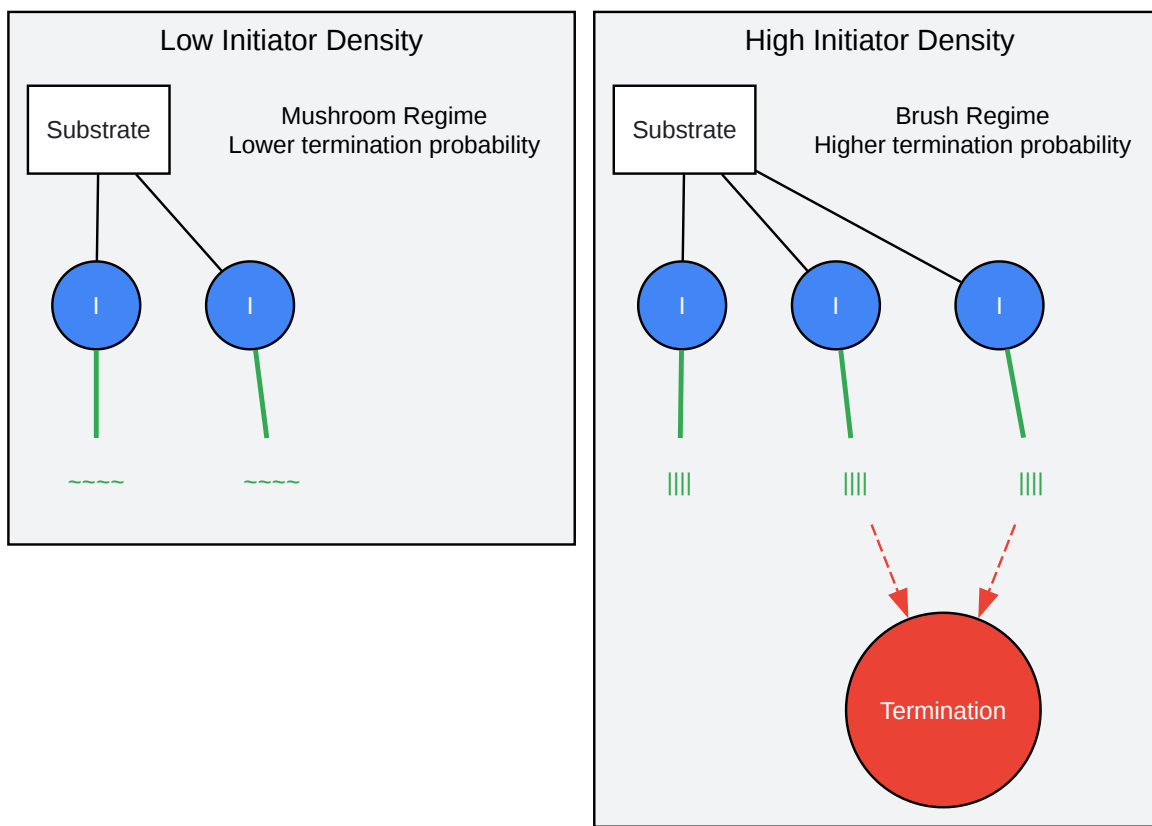 Low Initiator Density
Substrate
Mushroom Regime
Lower termination probability
I
I
~~~~
~~~~
High Initiator Density
Substrate
Brush Regime
Higher termination probability
I
I
I
||||
||||
||||
Termination